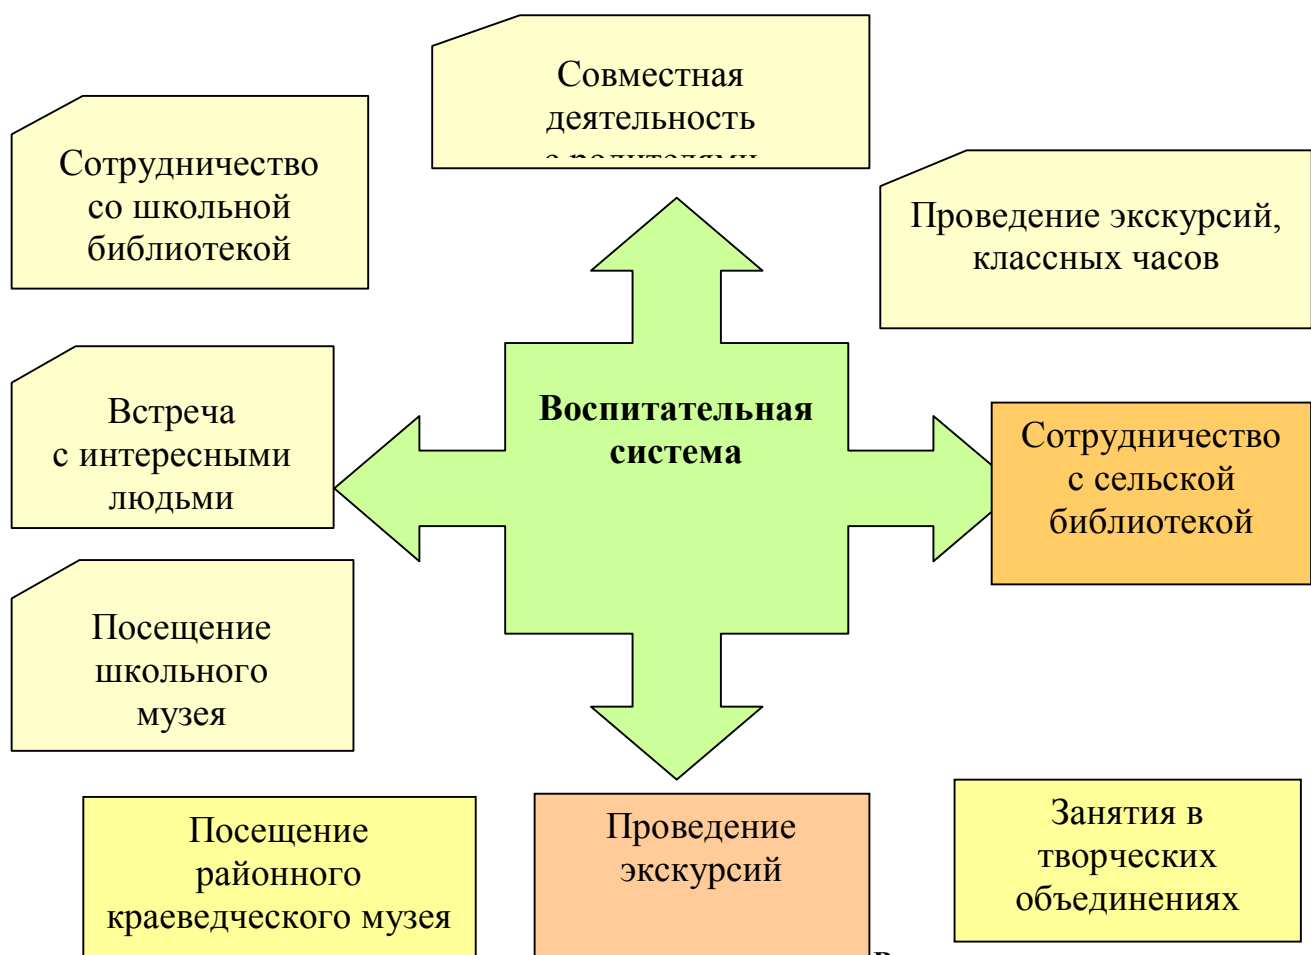 Совместная
деятельность
с родителями
Сотрудничество
со школьной
библиотекой
Проведение экскурсий,
классных часов
Встреча
с интересными
людьми
Воспитательная
система
Сотрудничество
с сельской
библиотекой
Посещение
школьного
музея
Посещение
районного
краеведческого музея
Проведение
экскурсий
Занятия в
творческих
объединениях